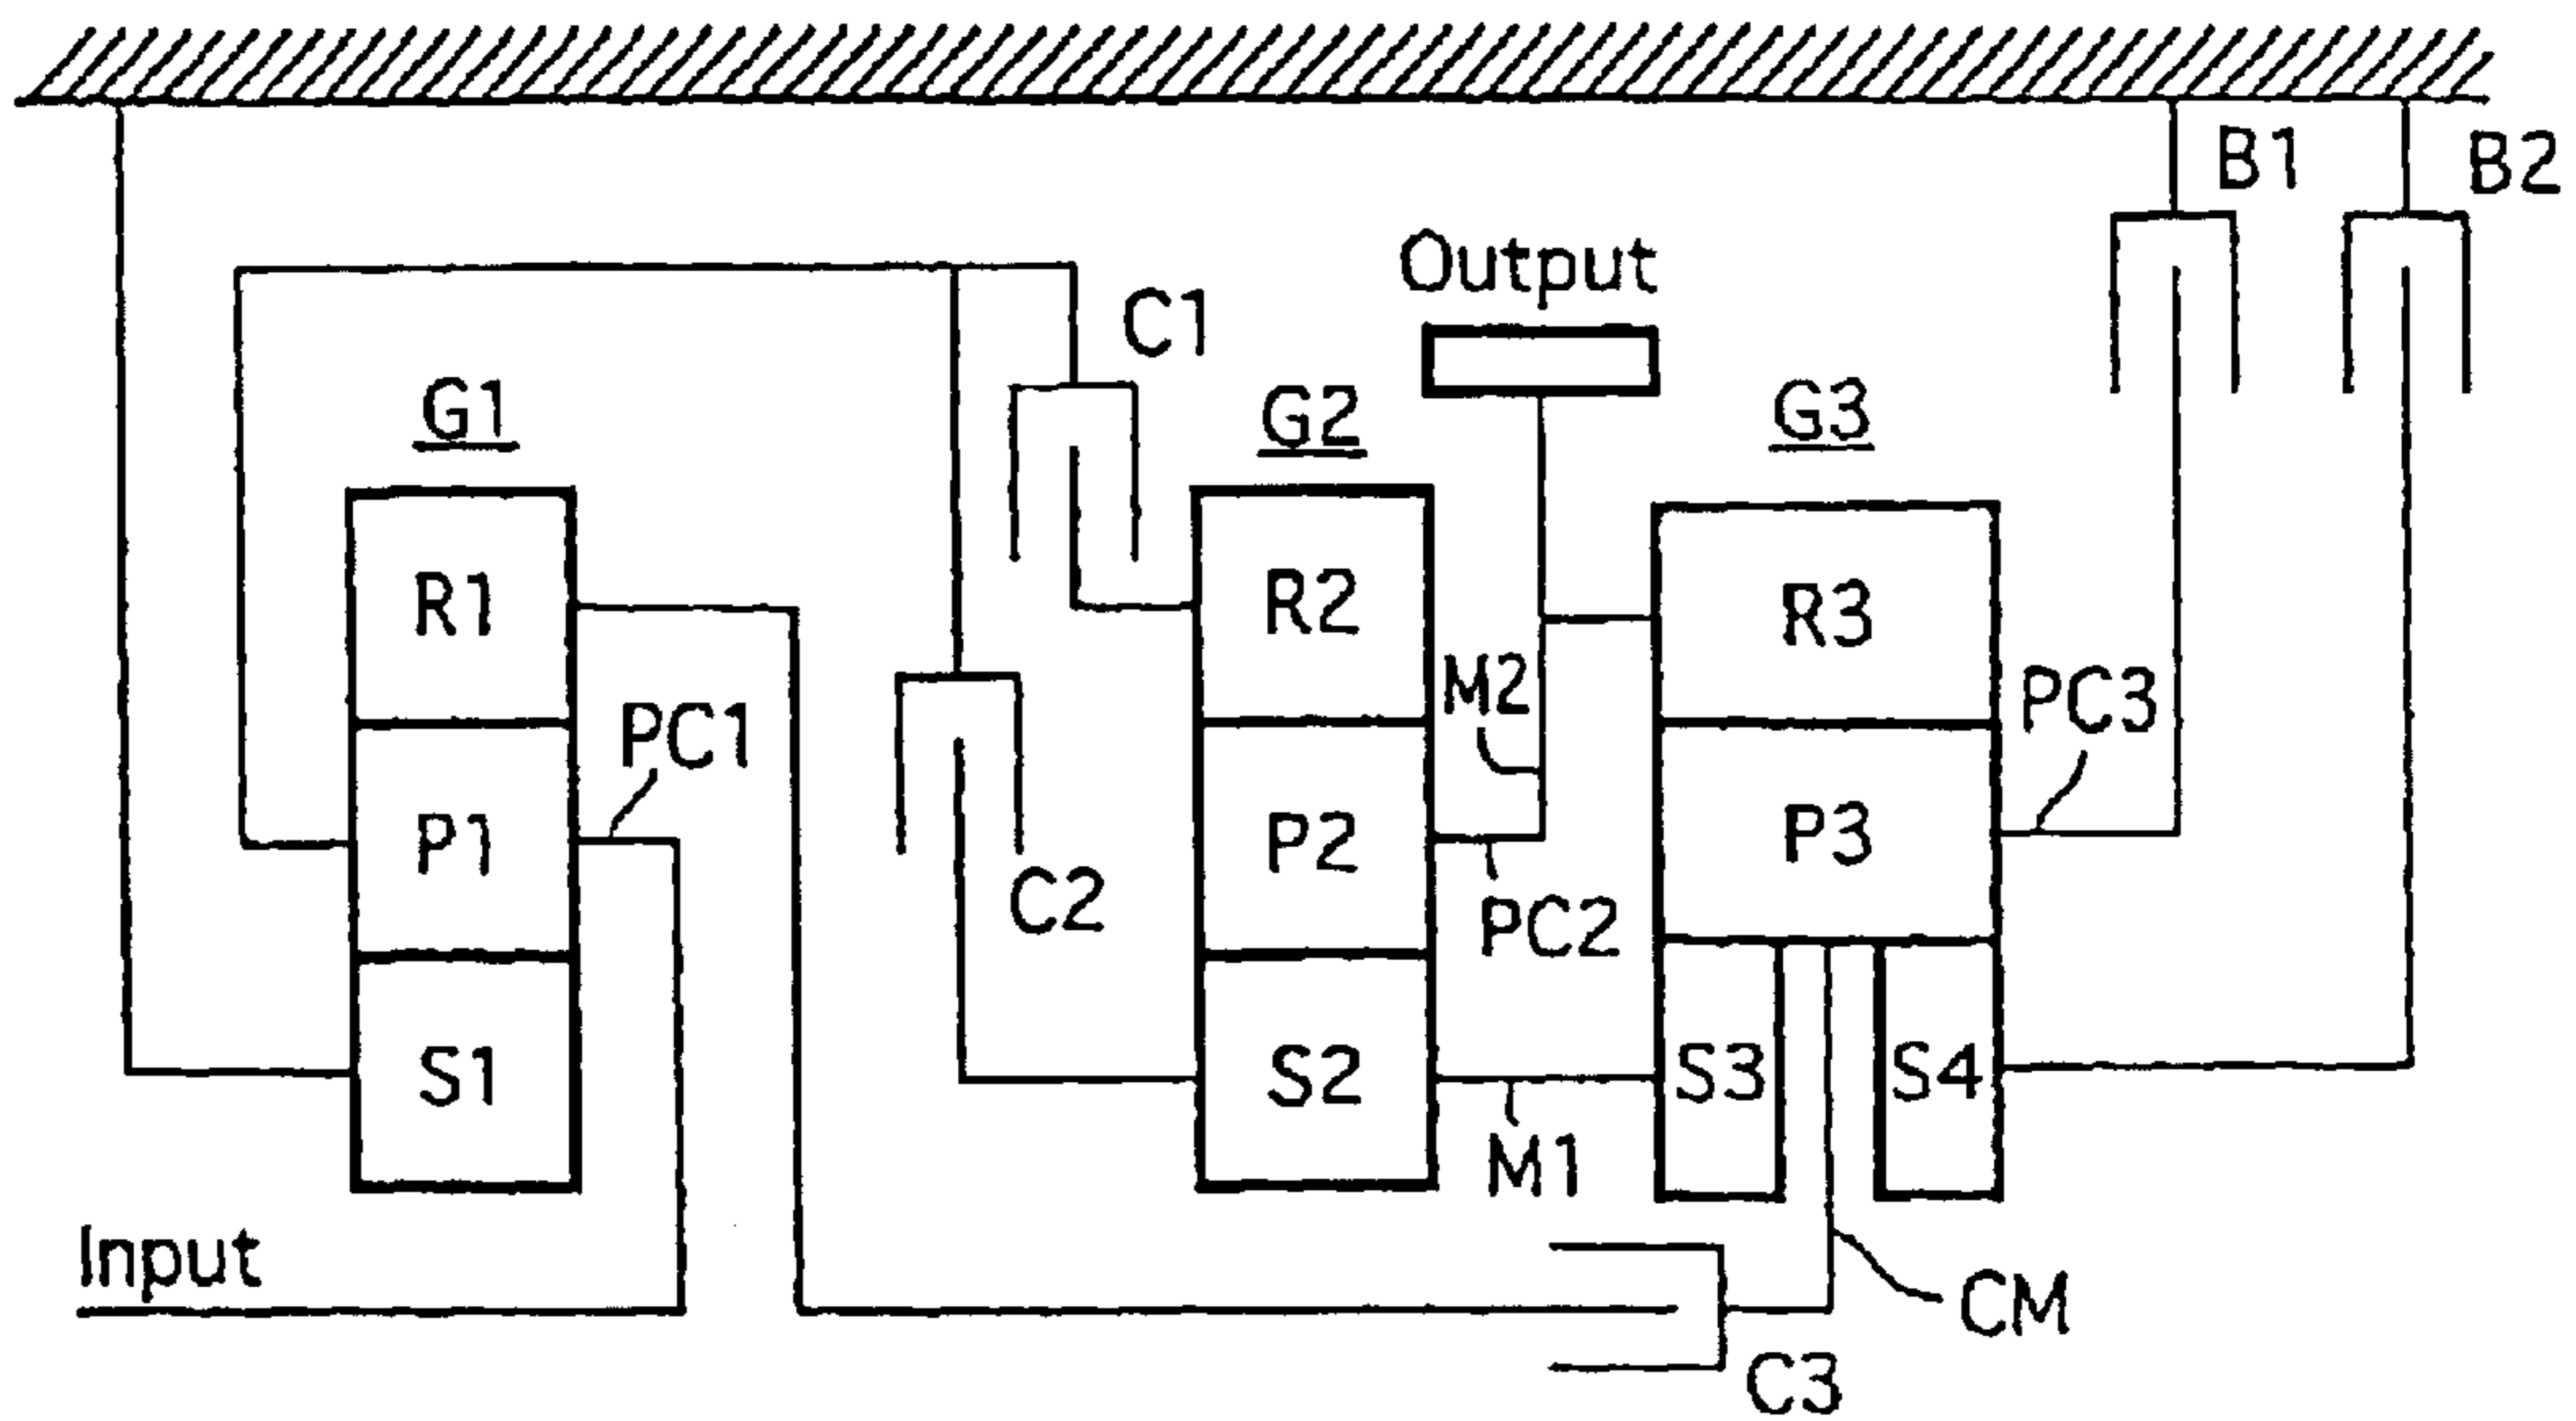 B1
B2
Output
C1
G1
G2
G3
R1
R2
R3
M2
PC1
PC3
P1
P2
P3
C2
PC2
S1
S2
S3
S4
M1
Input
CM
C3